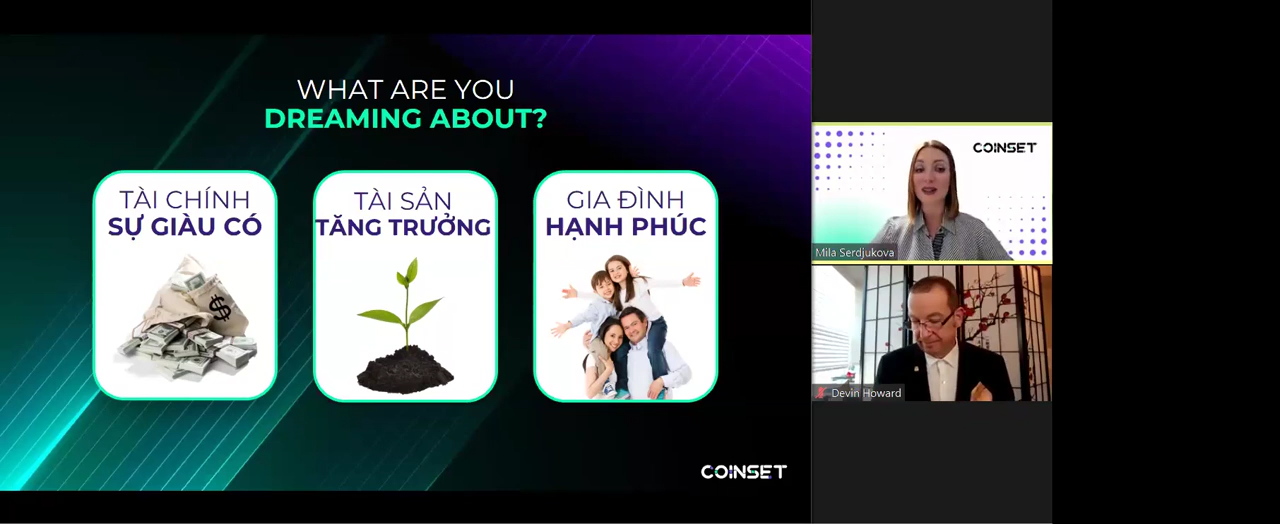 WHAT ARE YOU
DREAMING ABOUT?
TÀI CHÍNH
SỰ GIÀU CÓ
TÀI SẢN
TĂNG TRƯỞNG
GIA ĐÌNH
HẠNH PHÚC
COINSET
COINSET
Mila Serdjukova
Devin Howard